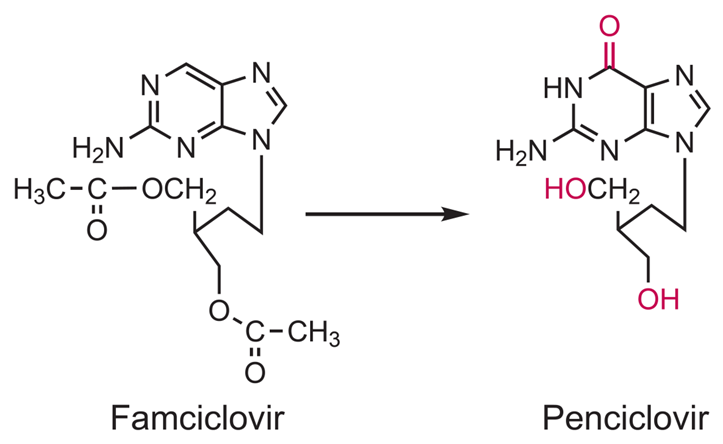 O
N
N
HN
N
H₂N
N
N
H₂N
N
N
H₃C
C
OCH₂
HOCH₂
O
O
OH
C
CH₃
O
Famciclovir
Penciclovir